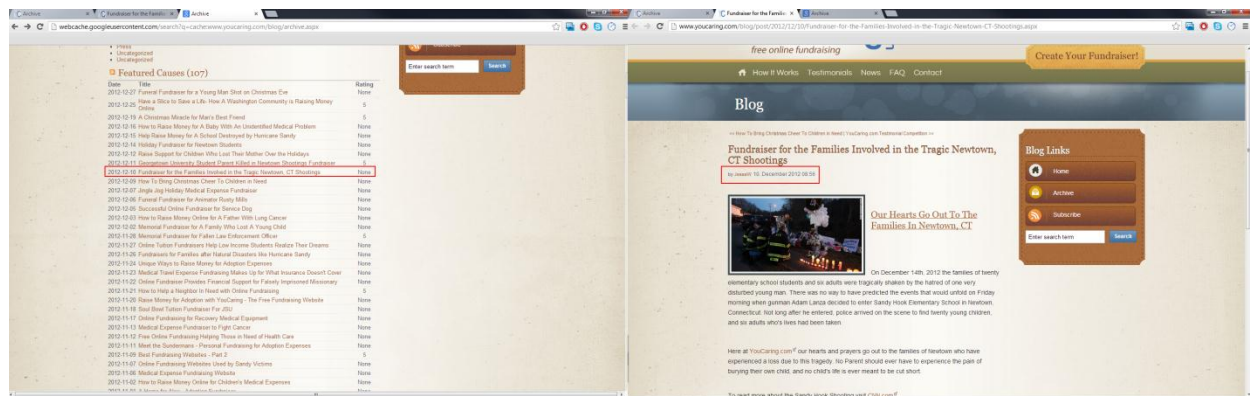 Archive
Fundraiser for the Familie
Archive
webcache.googleusercontent.com/search?q=cache:www.youcaring.com/blog/archive.aspx
Press
Uncategorized
Uncategorized
Featured Causes (107)
Date Title Rating
2012-12-27 Funeral Fundraiser for a Young Man Shot on Christmas Eve None
2012-12-25 Have a Slice to Save a Life: How A Washington Community is Raising Money Online 5
2012-12-19 A Christmas Miracle for Man's Best Friend 5
2012-12-16 How to Raise Money for A Baby With An Unidentified Medical Problem None
2012-12-15 Help Raise Money for A School Destroyed by Hurricane Sandy None
2012-12-14 Holiday Fundraiser for Newtown Students None
2012-12-12 Raise Support for Children Who Lost Their Mother Over the Holidays None
2012-12-11 Georgetown University Student Parent Killed in Newtown Shootings Fundraiser 5
2012-12-10 Fundraiser for the Families Involved in the Tragic Newtown, CT Shootings None
2012-12-09 How To Bring Christmas Cheer To Children in Need None
2012-12-07 Jingle Jog Holiday Medical Expense Fundraiser None
2012-12-06 Funeral Fundraiser for Animator Rusty Mills None
2012-12-05 Successful Online Fundraiser for Service Dog None
2012-12-03 How to Raise Money Online for A Father With Lung Cancer None
2012-12-02 Memorial Fundraiser for A Family Who Lost A Young Child None
2012-11-28 Memorial Fundraiser for Fallen Law Enforcement Officer 5
2012-11-27 Online Tuition Fundraisers Help Low Income Students Realize Their Dreams None
2012-11-26 Fundraisers for Families after Natural Disasters like Hurricane Sandy None
2012-11-24 Unique Ways to Raise Money for Adoption Expenses None
2012-11-23 Medical Travel Expense Fundraising Makes Up for What Insurance Doesn't Cover None
2012-11-22 Online Fundraiser Provides Financial Support for Falsely Imprisoned Missionary None
2012-11-21 How to Help a Neighbor In Need with Online Fundraising 5
2012-11-20 Raise Money for Adoption with YouCaring - The Free Fundraising Website None
2012-11-18 Soul Bowl Tuition Fundraiser For JSU None
2012-11-17 Online Fundraising for Recovery Medical Equipment None
2012-11-13 Medical Expense Fundraiser to Fight Cancer None
2012-11-12 Free Online Fundraising Helping Those in Need of Health Care None
2012-11-11 Meet the Sundermans - Personal Fundraising for Adoption Expenses None
2012-11-09 Best Fundraising Websites - Part 2 5
2012-11-07 Online Fundraising Websites Used by Sandy Victims None
2012-11-06 Medical Expense Fundraising Website None
2012-11-02 How to Raise Money Online for Children's Medical Expenses None
Enter search term Search
Archive
Fundraiser for the Familie
Archive
www.youcaring.com/blog/post/2012/12/10/Fundraiser-for-the-Families-Involved-in-the-Tragic-Newtown-CT-Shootings.aspx
free online fundraising
Create Your Fundraiser!
How It Works Testimonials News FAQ Contact
Blog
<< How To Bring Christmas Cheer To Children in Need | YouCaring.com Testimonial Competition >>
Fundraiser for the Families Involved in the Tragic Newtown,
CT Shootings
10. December 2012
Our Hearts Go Out To The
Families In Newtown, CT
On December 14th, 2012 the families of twenty
elementary school students and six adults were tragically shaken by the hatred of one very
disturbed young man. There was no way to have predicted the events that would unfold on Friday
morning when gunman Adam Lanza decided to enter Sandy Hook Elementary School in Newtown,
Connecticut. Not long after he entered, police arrived on the scene to find twenty young children,
and six adults who's lives had been taken.
Here at YouCaring.com our hearts and prayers go out to the families of Newtown who have
experienced a loss due to this tragedy. No Parent should ever have to experience the pain of
burying their own child, and no child's life is ever meant to be cut short.
To read more about the Sandy Hook Shooting visit CNN.com
Blog Links
Home
Archive
Subscribe
Enter search term Search